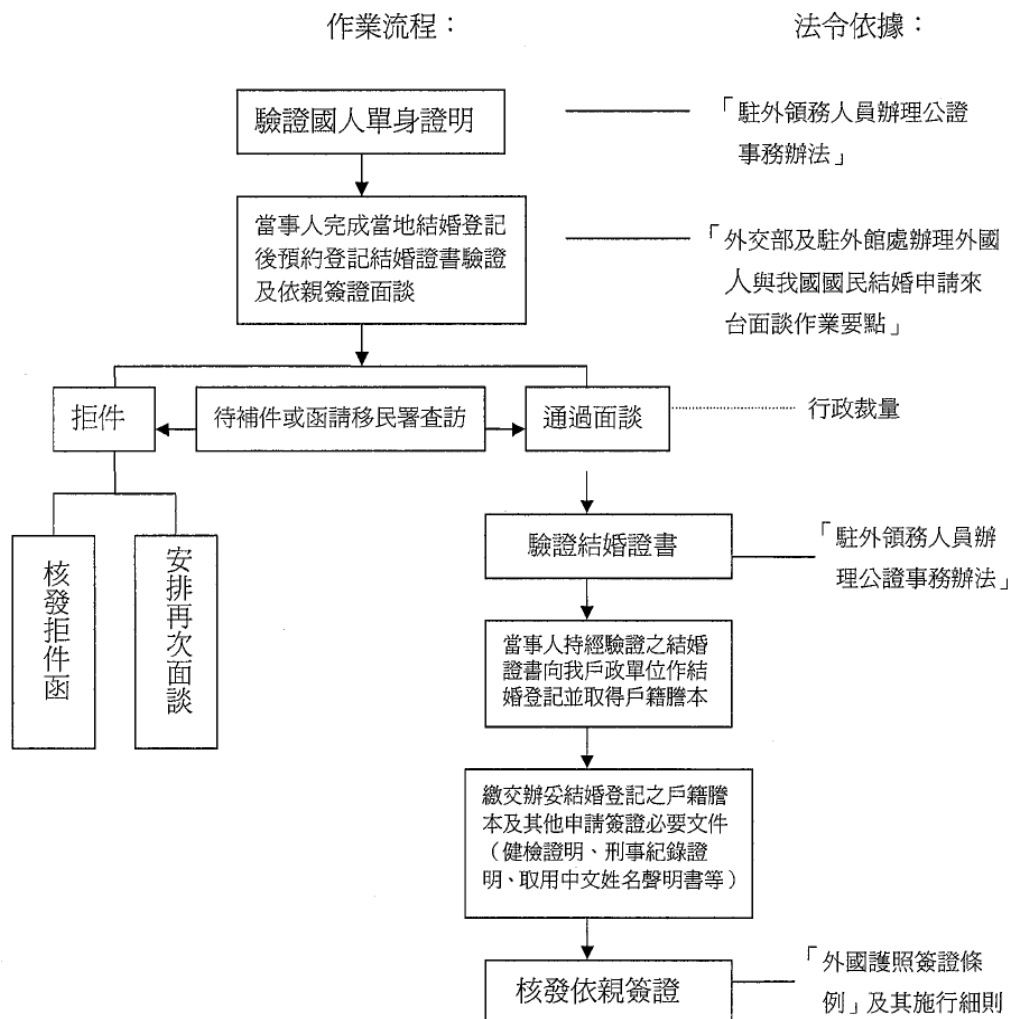 作業流程：
法令依據：
驗證國人單身證明
「駐外領務人員辦理公證
事務辦法」
當事人完成當地結婚登記
後預約登記結婚證書驗證
及依親簽證面談
「外交部及駐外館處辦理外國
人與我國國民結婚申請來
台面談作業要點」
拒件
待補件或函請移民署查訪
通過面談
行政裁量
核發拒件函
安排再次面談
驗證結婚證書
「駐外領務人員辦
理公證事務辦法」
當事人持經驗證之結婚
證書向我戶政單位作結
婚登記並取得戶籍謄本
繳交辦妥結婚登記之戶籍謄
本及其他申請簽證必要文件
（健檢證明、刑事紀錄證
明、取用中文姓名聲明書等）
核發依親簽證
「外國護照簽證條
例」及其施行細則